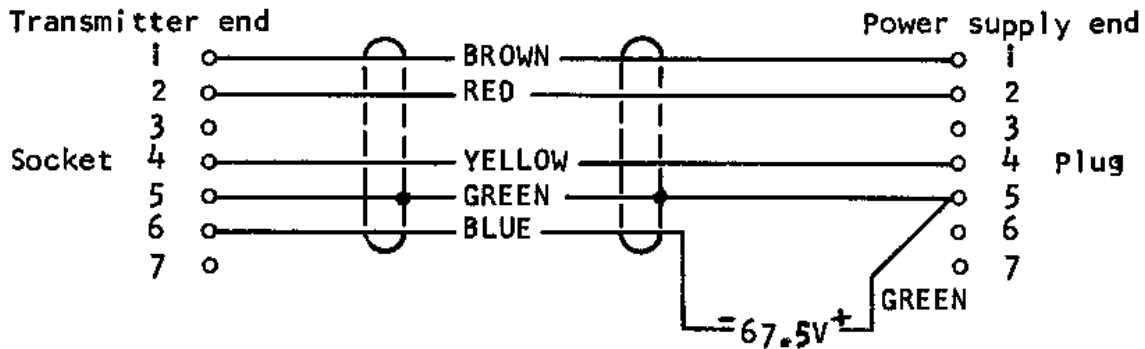 Transmitter end Power supply end
1 BROWN 1
2 RED 2
3 3
Socket 4 YELLOW 4 Plug
5 GREEN 5
6 BLUE 6
7 7
GREEN
- 67.5V +